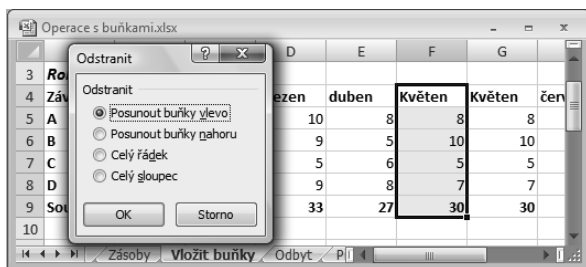 Operace s buňkami.xlsx
Odstranit
D E F G
3 Ro
4 Záv ezen duben Květen Květen červ
5 A 10 8 8 8
6 B 9 5 10 10
7 C 5 6 5 5
8 D 9 8 7 7
9 Sou 33 27 30 30
10
Odstranit
Posunout buňky vlevo
Posunout buňky nahoru
Celý řádek
Celý sloupec
OK Storno
Zásoby Vložit buňky Odbyt P